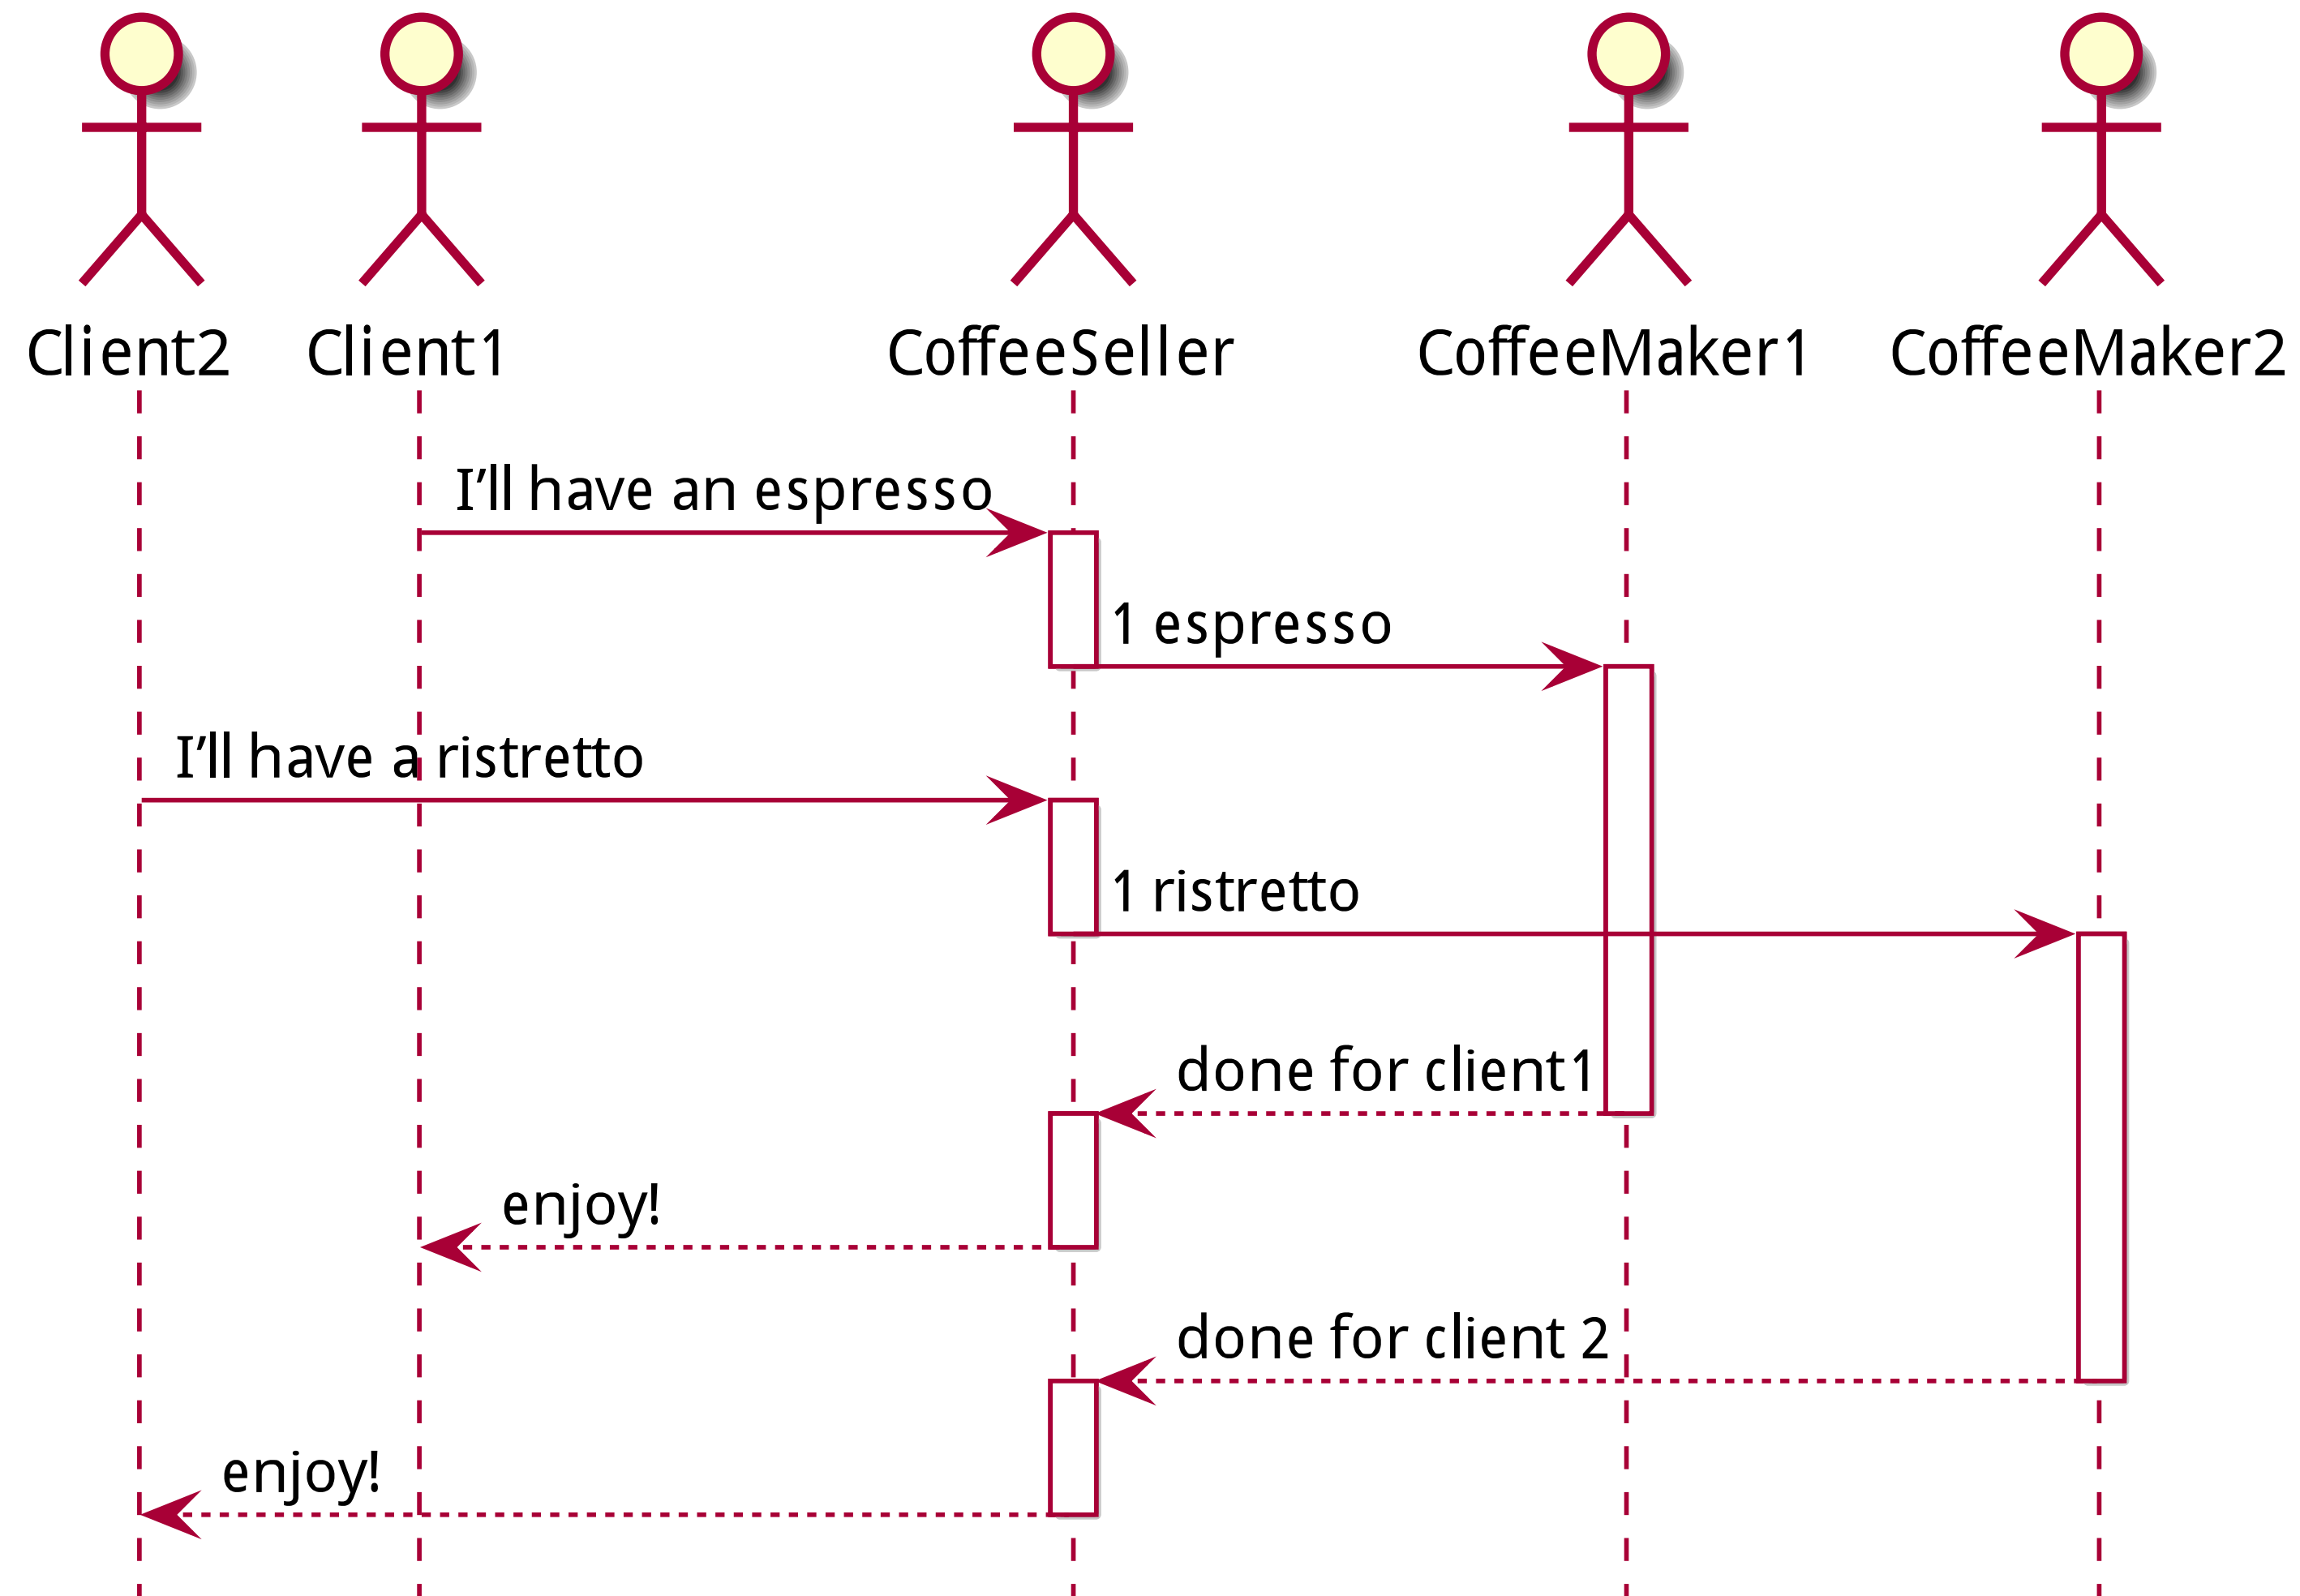 Client2 Client1 CoffeeSeller CoffeeMaker1 CoffeeMaker2
I'll have an espresso
1 espresso
I'll have a ristretto
1 ristretto
done for client1
enjoy!
done for client 2
enjoy!